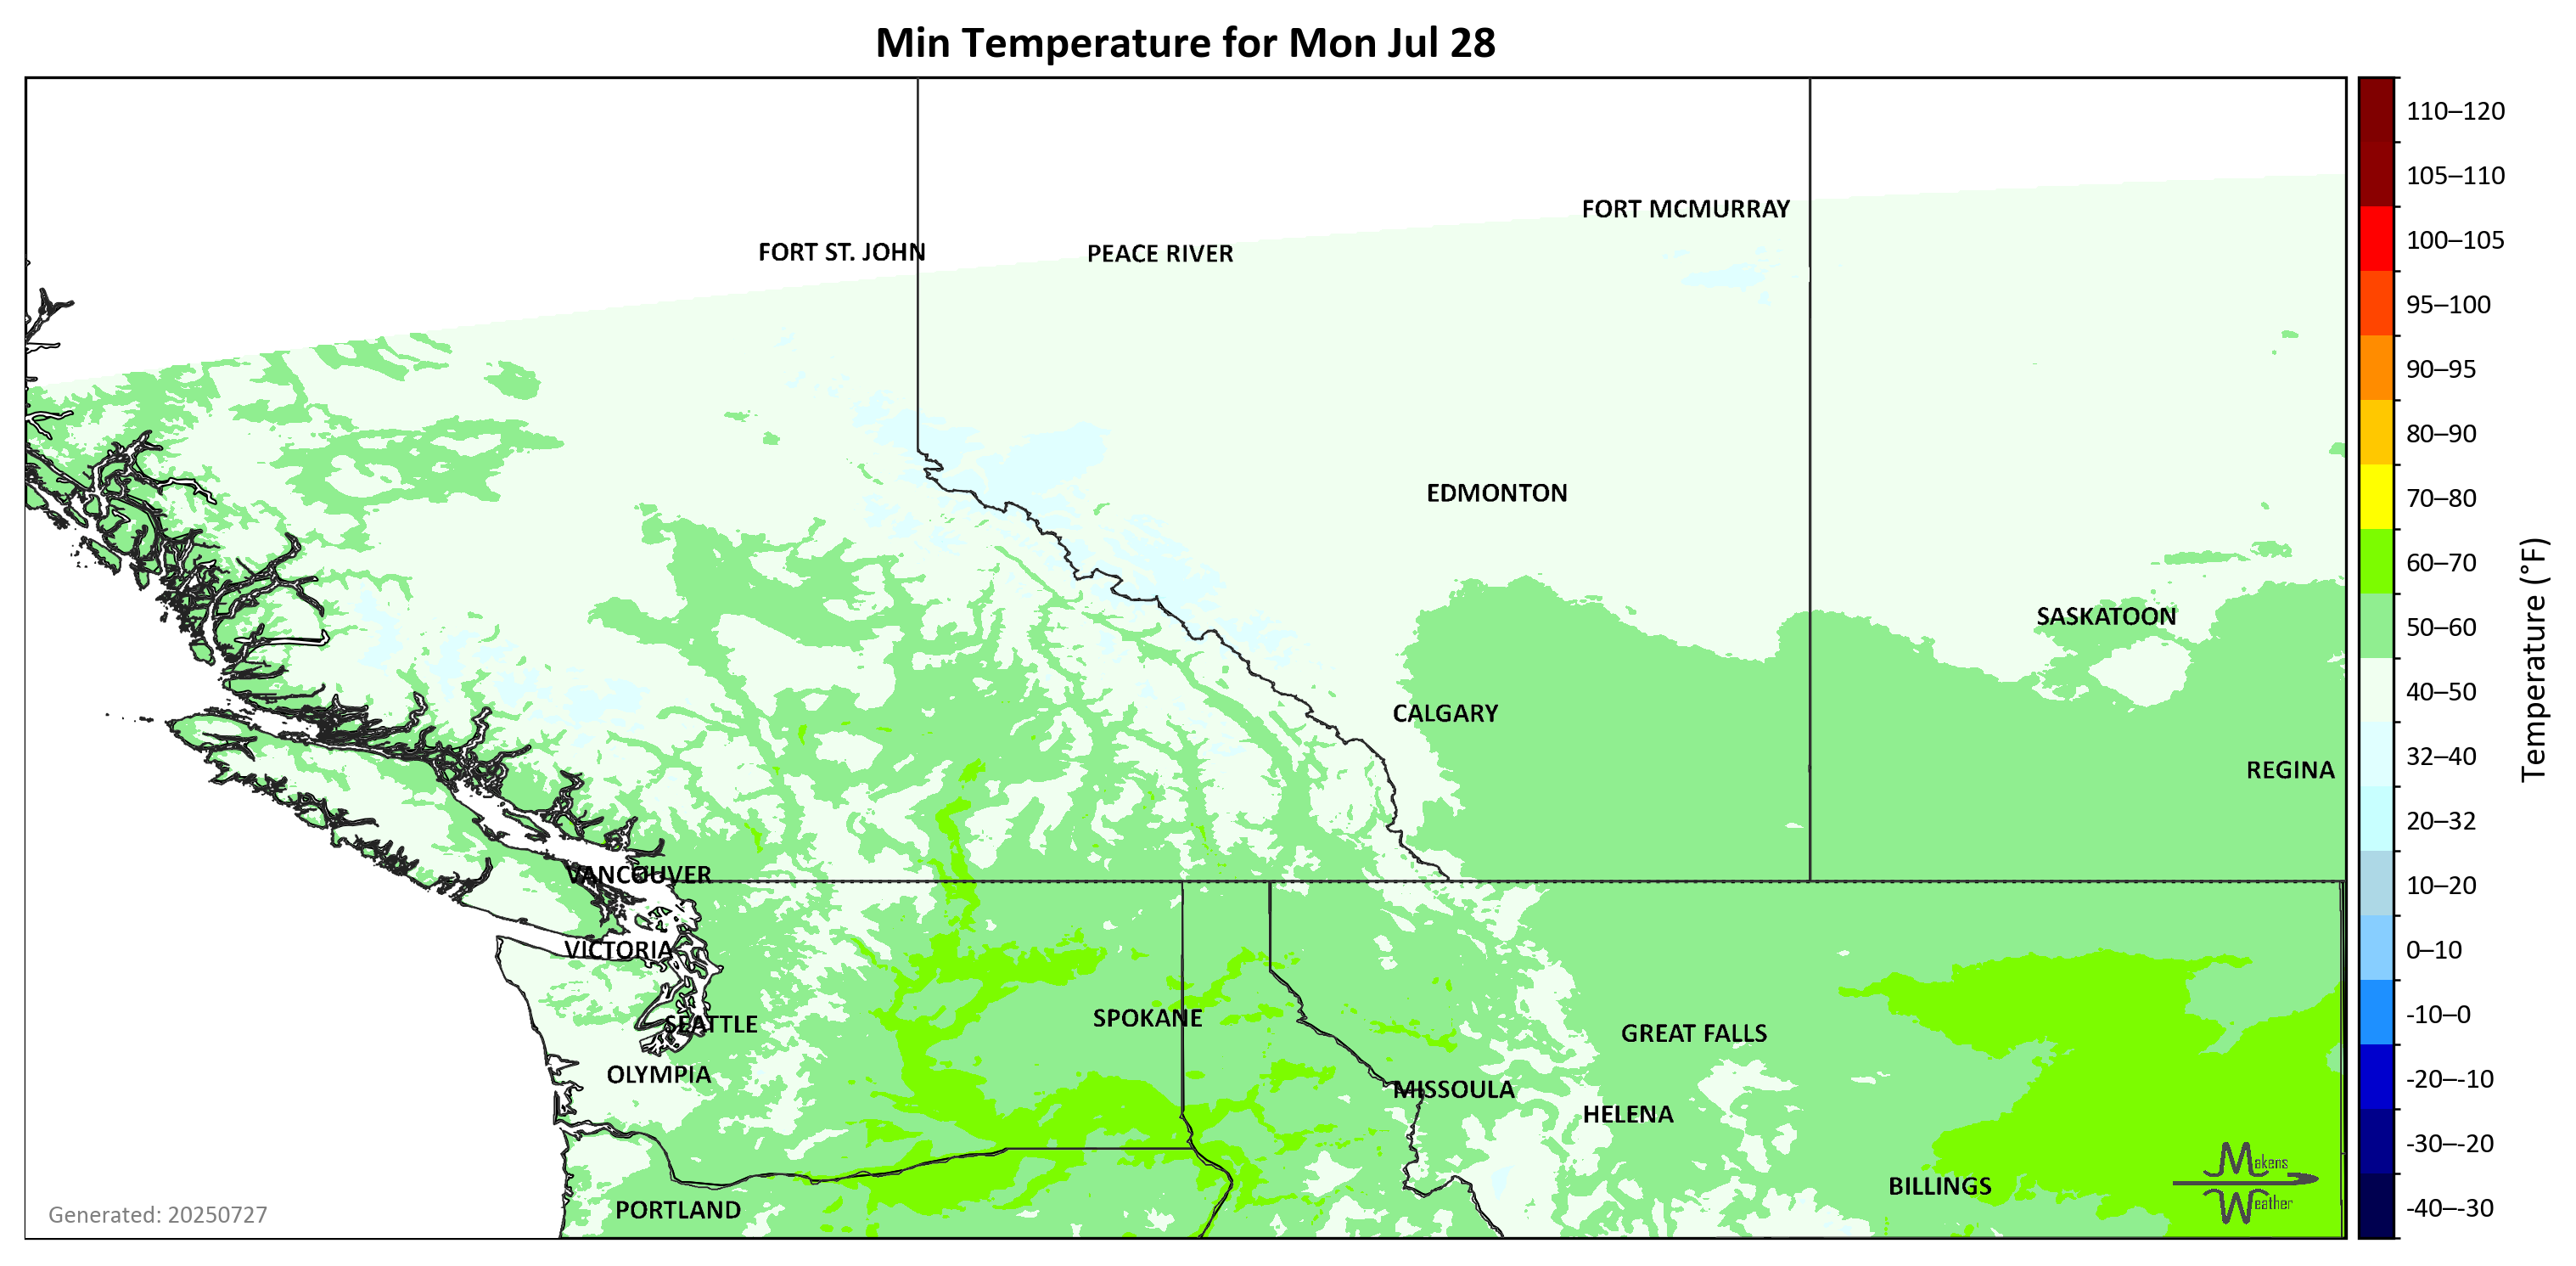 Min Temperature for Mon Jul 28
110–120
105–110
100–105
95–100
90–95
80–90
70–80
60–70
50–60
40–50
32–40
20–32
10–20
0–10
-10–0
-20–-10
-30–-20
-40–-30
Temperature (°F)
FORT MCMURRAY
FORT ST. JOHN
PEACE RIVER
EDMONTON
SASKATOON
CALGARY
REGINA
VANCOUVER
VICTORIA
SEATTLE
SPOKANE
GREAT FALLS
OLYMPIA
MISSOULA
HELENA
BILLINGS
PORTLAND
Makens
Weather
Generated: 20250727